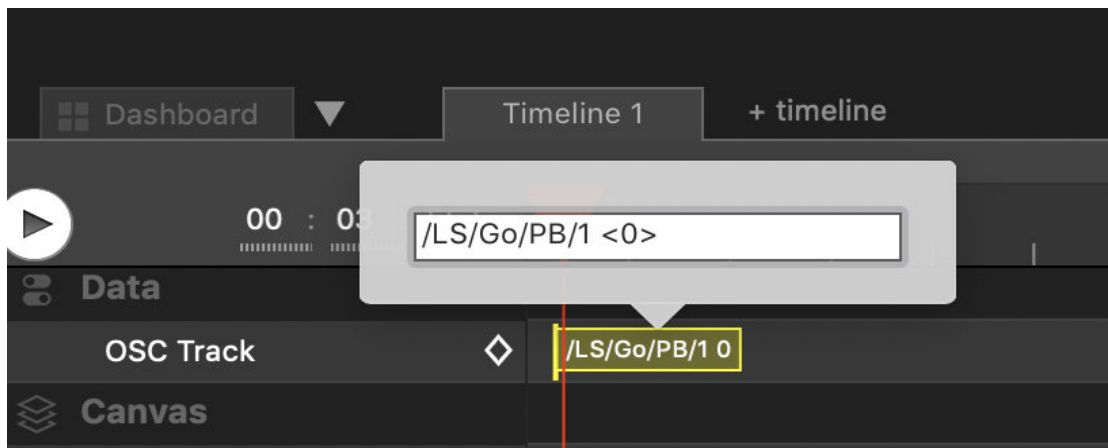 Dashboard
Timeline 1
+ timeline
00 : 03
/LS/Go/PB/1 <0>
Data
OSC Track
/LS/Go/PB/1 0
Canvas